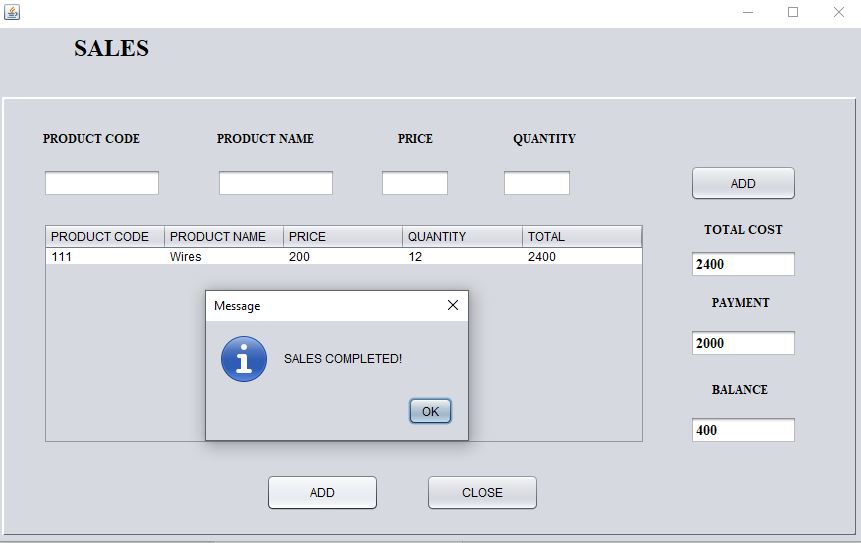 SALES
PRODUCT CODE PRODUCT NAME PRICE QUANTITY
ADD
PRODUCT CODE PRODUCT NAME PRICE QUANTITY TOTAL
111 Wires 200 12 2400
TOTAL COST
2400
PAYMENT
2000
BALANCE
400
Message
SALES COMPLETED!
OK
ADD CLOSE